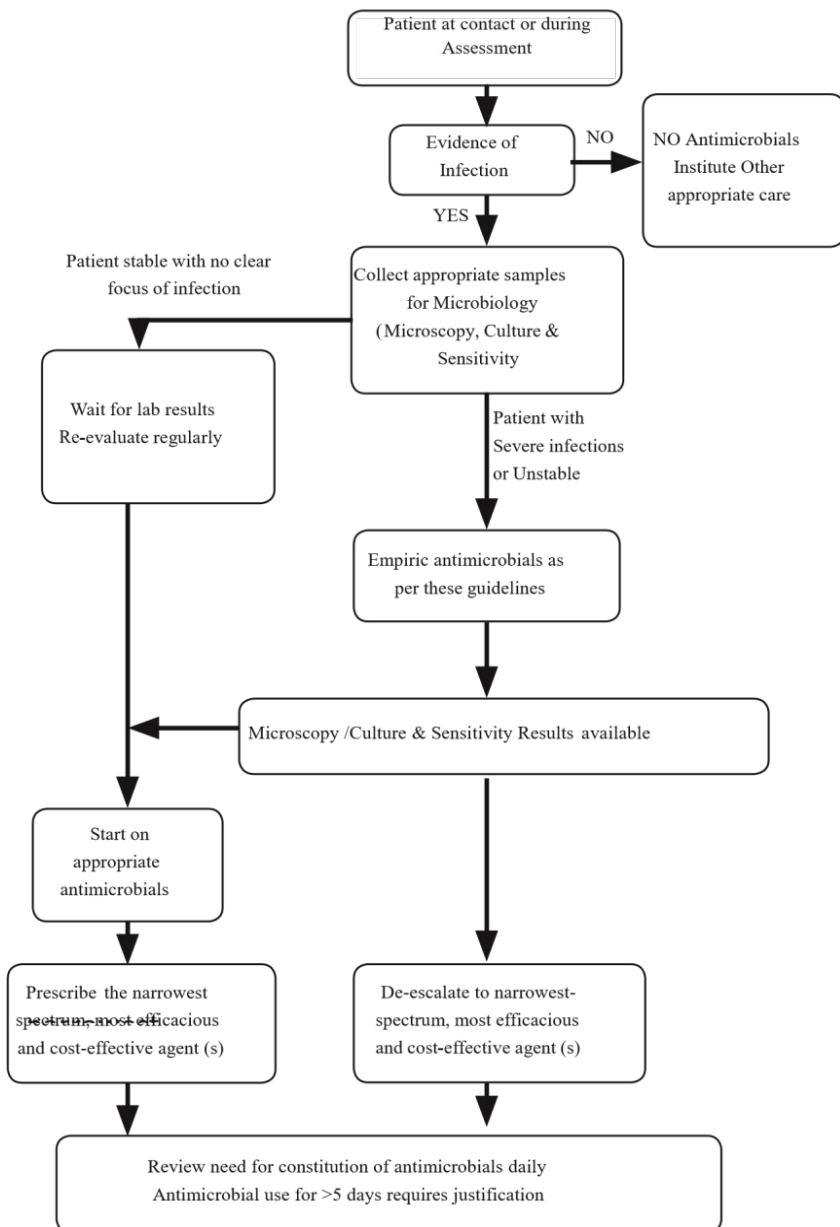 Patient at contact or during
Assessment
Evidence of
Infection
NO
NO Antimicrobials
Institute Other
appropriate care
YES
Patient stable with no clear
focus of infection
Collect appropriate samples
for Microbiology
(Microscopy, Culture &
Sensitivity
Wait for lab results
Re-evaluate regularly
Patient with
Severe infections
or Unstable
Empiric antimicrobials as
per these guidelines
Microscopy /Culture & Sensitivity Results available
Start on
appropriate
antimicrobials
Prescribe the narrowest
spectrum, most efficacious
and cost-effective agent (s)
De-escalate to narrowest-
spectrum, most efficacious
and cost-effective agent (s)
Review need for constitution of antimicrobials daily
Antimicrobial use for >5 days requires justification